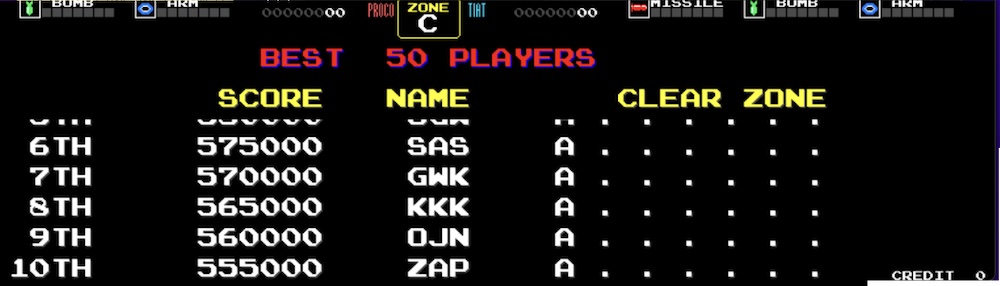 BOMB ARM 00000000 PROCO ZONE TIAT 00000000 MISSILE BOMB ARM
C
BEST 50 PLAYERS
SCORE NAME CLEAR ZONE
6TH 575000 SAS A . . . . . .
7TH 570000 GWK A . . . . . .
8TH 565000 KKK A . . . . . .
9TH 560000 OJN A . . . . . .
10TH 555000 ZAP A . . . . . .
CREDIT 0